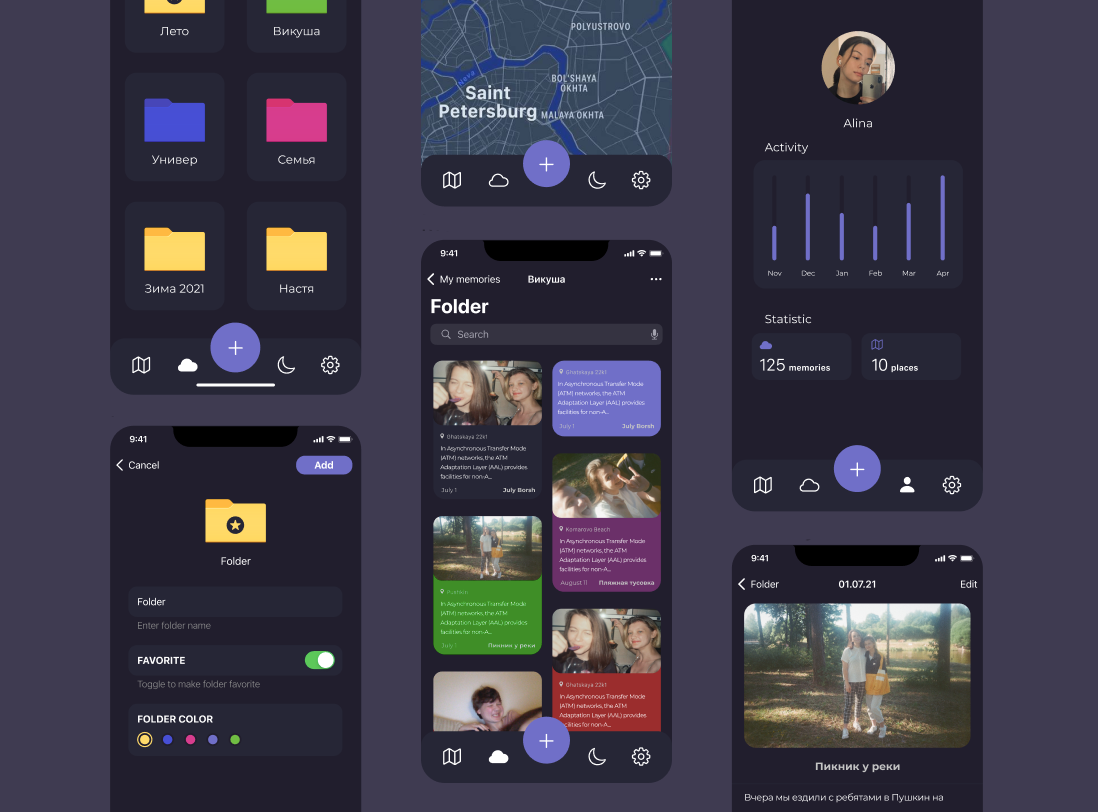 Лето
Викуша
Универ
Семья
Зима 2021
Настя
9:41
Cancel
Add
Folder
Folder
Enter folder name
FAVORITE
Toggle to make folder favorite
FOLDER COLOR
POLYUSTROVO
Neva
BOL'SHAYA
OKHTA
Saint
Petersburg
MALAYA OKHTA
9:41
My memories
Викуша
Folder
Search
Ghatskaya 22k1
In Asynchronous Transfer Mode
(ATM) networks, the ATM
Adaptation Layer (AAL) provides
facilities for non-A...
July 1
July Borsh
Pushkin
In Asynchronous Transfer Mode
(ATM) networks, the ATM
Adaptation Layer (AAL) provides
facilities for non-A...
July 1
Пикник у реки
Ghatskaya 22k1
In Asynchronous Transfer Mode
(ATM) networks, the ATM
Adaptation Layer (AAL) provides
facilities for non-A...
July 1
July Borsh
Komarovo Beach
In Asynchronous Transfer Mode
(ATM) networks, the ATM
Adaptation Layer (AAL) provides
facilities for non-A...
August 11
Пляжная тусовка
Ghatskaya 22k1
In Asynchronous Transfer Mode
(ATM) networks, the ATM
Adaptation Layer (AAL) provides
facilities for non-A...
Alina
Activity
Nov Dec Jan Feb Mar Apr
Statistic
125 memories
10 places
9:41
Folder
01.07.21
Edit
Пикник у реки
Вчера мы ездили с ребятами в Пушкин на